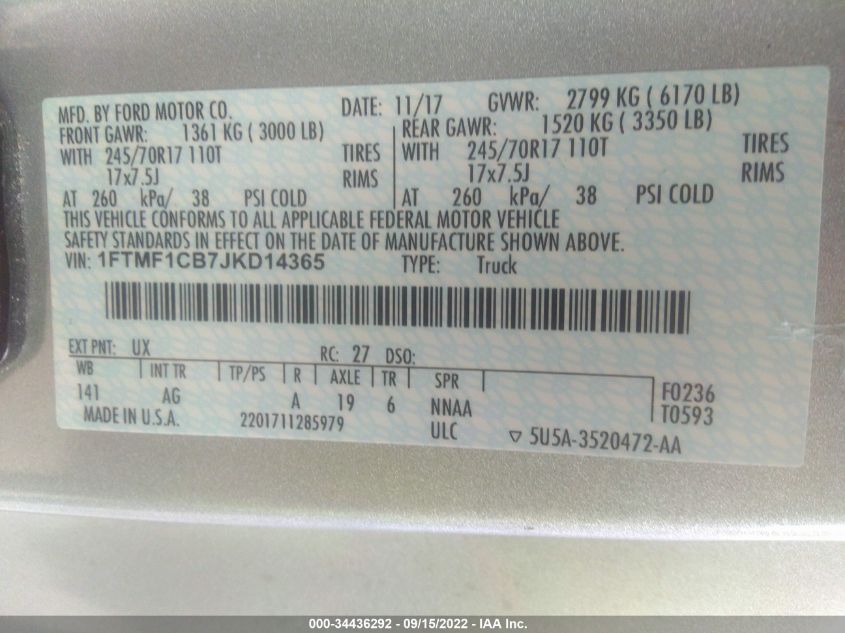 MFD. BY FORD MOTOR CO. DATE: 11/17 GVWR: 2799 KG ( 6170 LB)
FRONT GAWR: 1361 KG ( 3000 LB) REAR GAWR: 1520 KG ( 3350 LB)
WITH 245/70R17 110T TIRES WITH 245/70R17 110T TIRES
17x7.5J RIMS 17x7.5J RIMS
AT 260 kPa/ 38 PSI COLD AT 260 kPa/ 38 PSI COLD
THIS VEHICLE CONFORMS TO ALL APPLICABLE FEDERAL MOTOR VEHICLE
SAFETY STANDARDS IN EFFECT ON THE DATE OF MANUFACTURE SHOWN ABOVE.
VIN: 1FTMF1CB7JKD14365 TYPE: Truck
EXT PNT: UX RC: 27 DSO:
WB INT TR TP/PS R AXLE TR SPR
141 AG A 19 6 NNAA F0236
MADE IN U.S.A. 2201711285979 ULC T0593
▽ 5U5A-3520472-AA
000-34436292 - 09/15/2022 - IAA Inc.